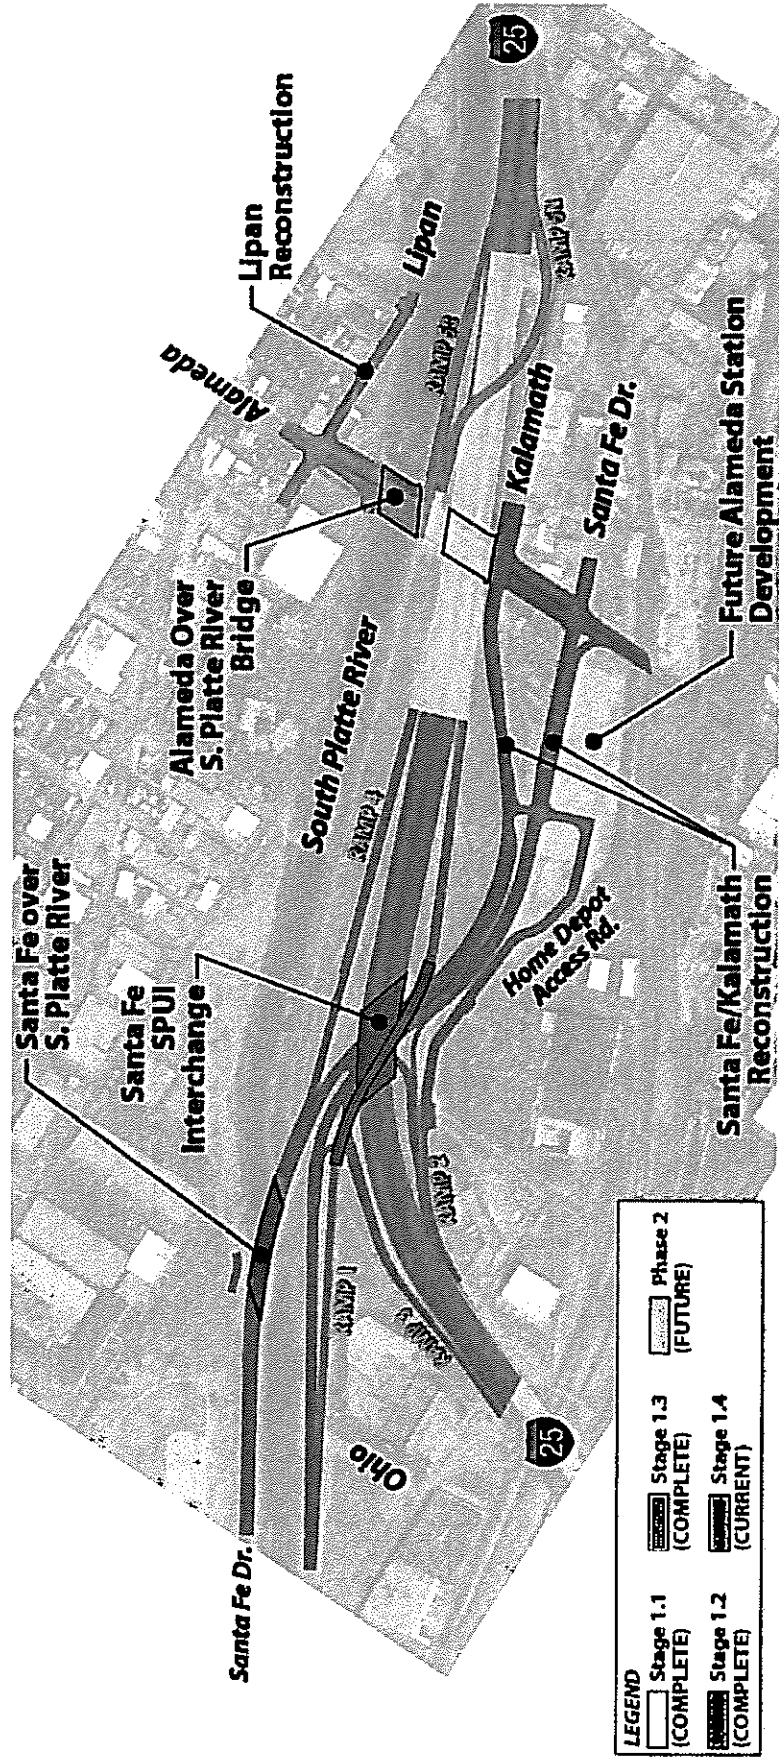 Santa Fe over
S. Platte River
Santa Fe
SPUI
Interchange
Alameda Over
S. Platte River
Bridge
Alameda
Lipan
Reconstruction
Lipan
25
South Platte River
Santa Fe Dr.
RAMP 4
RAMP 1
RAMP
RAMP 3
RAMP
RAMP
Kalamath
Santa Fe Dr.
Ohio
25
Home Depot
Access Rd.
Santa Fe/Kalamath
Reconstruction
Future Alameda Station
Development
LEGEND
Stage 1.1
(COMPLETE)
Stage 1.3
(COMPLETE)
Phase 2
(FUTURE)
Stage 1.2
(COMPLETE)
Stage 1.4
(CURRENT)